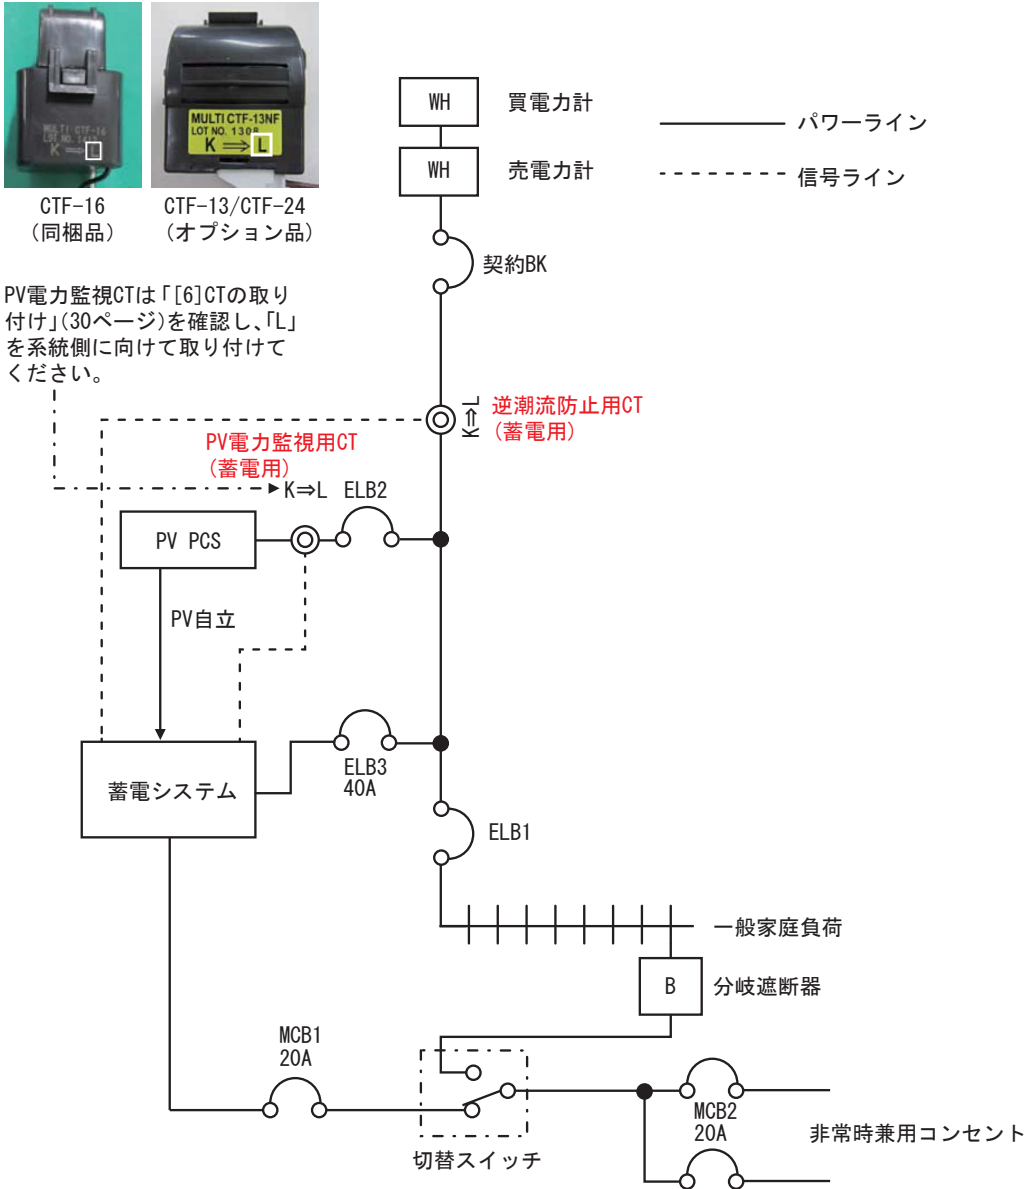 MULTI CTF-16
LOT NO. 1412
K ⇒ L
MULTI CTF-13NF
LOT NO. 1308
K ⇒ L
CTF-16
(同梱品)
CTF-13/CTF-24
(オプション品)
WH
買電力計
WH
売電力計
パワーライン
信号ライン
契約BK
PV電力監視CTは「[6]CTの取り
付け」(30ページ)を確認し、「L」
を系統側に向けて取り付けて
ください。
K⇒L
逆潮流防止用CT
(蓄電用)
PV電力監視用CT
(蓄電用)
K⇒L
ELB2
PV PCS
PV自立
蓄電システム
ELB3
40A
ELB1
一般家庭負荷
B
分岐遮断器
MCB1
20A
切替スイッチ
MCB2
20A
非常時兼用コンセント